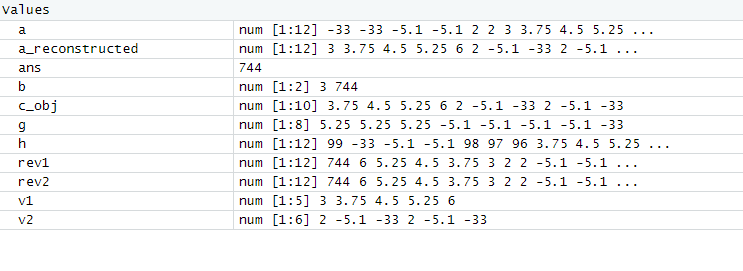 Values
a num [1:12] -33 -33 -5.1 -5.1 2 2 3 3.75 4.5 5.25 ...
a_reconstructed num [1:12] 3 3.75 4.5 5.25 6 2 -5.1 -33 2 -5.1 ...
ans 744
b num [1:2] 3 744
c_obj num [1:10] 3.75 4.5 5.25 6 2 -5.1 -33 2 -5.1 -33
g num [1:8] 5.25 5.25 5.25 -5.1 -5.1 -5.1 -5.1 -33
h num [1:12] 99 -33 -5.1 -5.1 98 97 96 3.75 4.5 5.25 ...
rev1 num [1:12] 744 6 5.25 4.5 3.75 3 2 2 -5.1 -5.1 ...
rev2 num [1:12] 744 6 5.25 4.5 3.75 3 2 2 -5.1 -5.1 ...
v1 num [1:5] 3 3.75 4.5 5.25 6
v2 num [1:6] 2 -5.1 -33 2 -5.1 -33